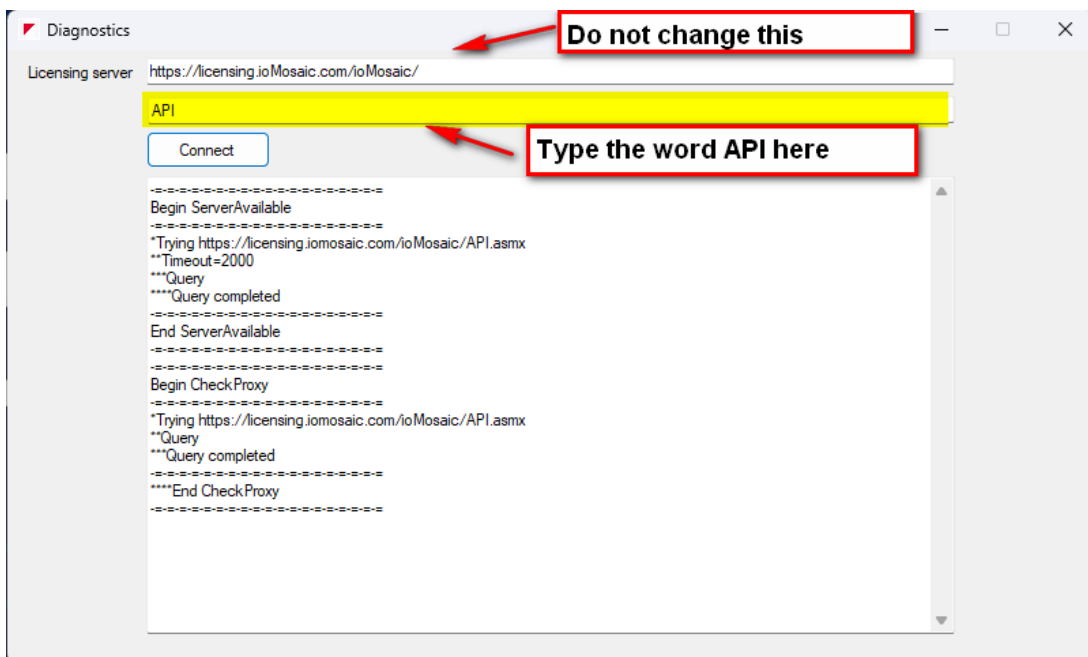 Diagnostics
Do not change this
Licensing server
https://licensing.ioMosaic.com/ioMosaic/
API
Connect
Type the word API here
-=-=-=-=-=-=-=-=-=-=-=-=-=-=-=-=-=-=-=
Begin ServerAvailable
-=-=-=-=-=-=-=-=-=-=-=-=-=-=-=-=-=-=-=
*Trying https://licensing.iomosaic.com/ioMosaic/API.asmx
**Timeout=2000
***Query
****Query completed
-=-=-=-=-=-=-=-=-=-=-=-=-=-=-=-=-=-=-=
End ServerAvailable
-=-=-=-=-=-=-=-=-=-=-=-=-=-=-=-=-=-=-=
-=-=-=-=-=-=-=-=-=-=-=-=-=-=-=-=-=-=-=
Begin CheckProxy
-=-=-=-=-=-=-=-=-=-=-=-=-=-=-=-=-=-=-=
*Trying https://licensing.iomosaic.com/ioMosaic/API.asmx
**Query
***Query completed
-=-=-=-=-=-=-=-=-=-=-=-=-=-=-=-=-=-=-=
****End CheckProxy
-=-=-=-=-=-=-=-=-=-=-=-=-=-=-=-=-=-=-=